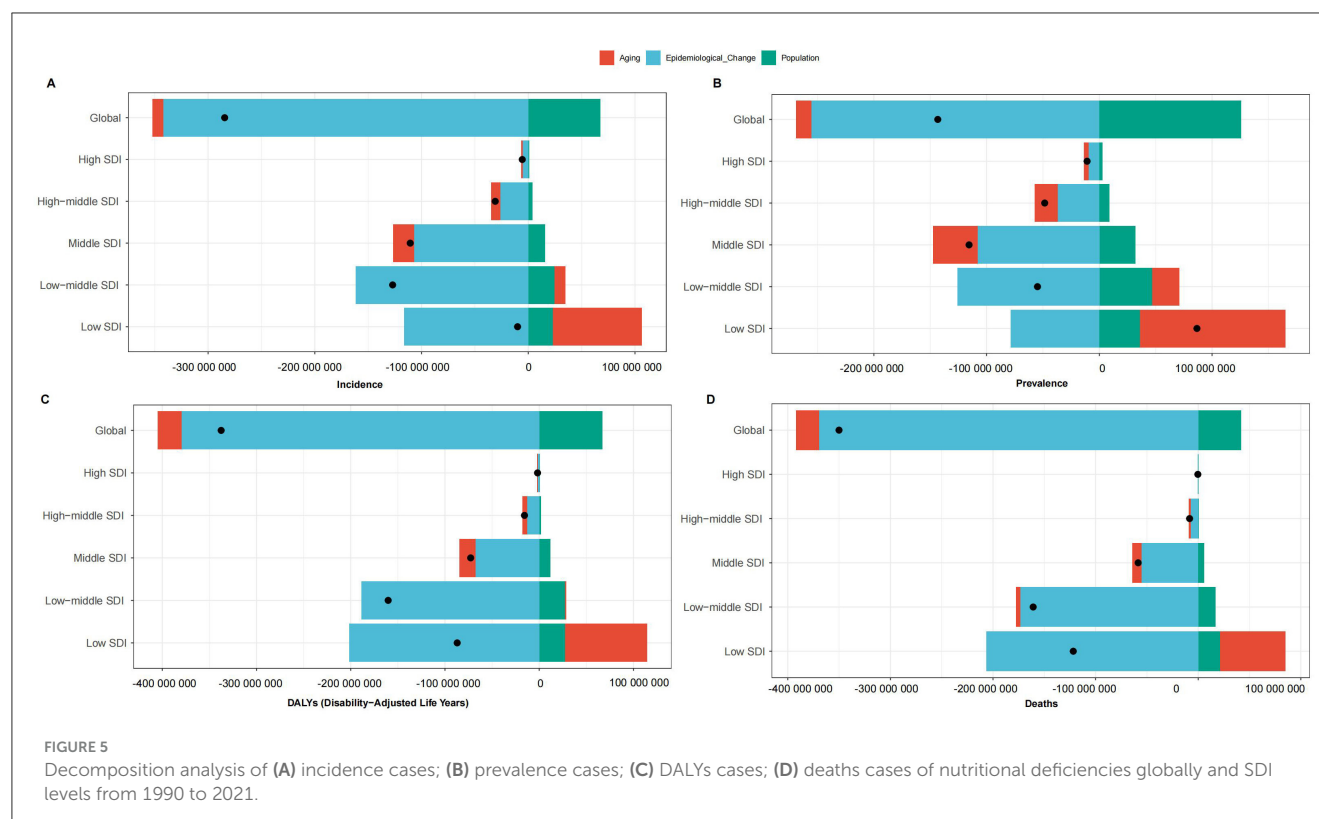 Aging Epidemiological_Change Population
A
Global
High SDI
High-middle SDI
Middle SDI
Low-middle SDI
Low SDI
-300 000 000 -200 000 000 -100 000 000 0 100 000 000
Incidence
B
Global
High SDI
High-middle SDI
Middle SDI
Low-middle SDI
Low SDI
-200 000 000 -100 000 000 0 100 000 000
Prevalence
C
Global
High SDI
High-middle SDI
Middle SDI
Low-middle SDI
Low SDI
-400 000 000 -300 000 000 -200 000 000 -100 000 000 0 100 000 000
DALYs (Disability-Adjusted Life Years)
D
Global
High SDI
High-middle SDI
Middle SDI
Low-middle SDI
Low SDI
-400 000 000 -300 000 000 -200 000 000 -100 000 000 0 100 000 000
Deaths
FIGURE 5
Decomposition analysis of (A) incidence cases; (B) prevalence cases; (C) DALYs cases; (D) deaths cases of nutritional deficiencies globally and SDI
levels from 1990 to 2021.